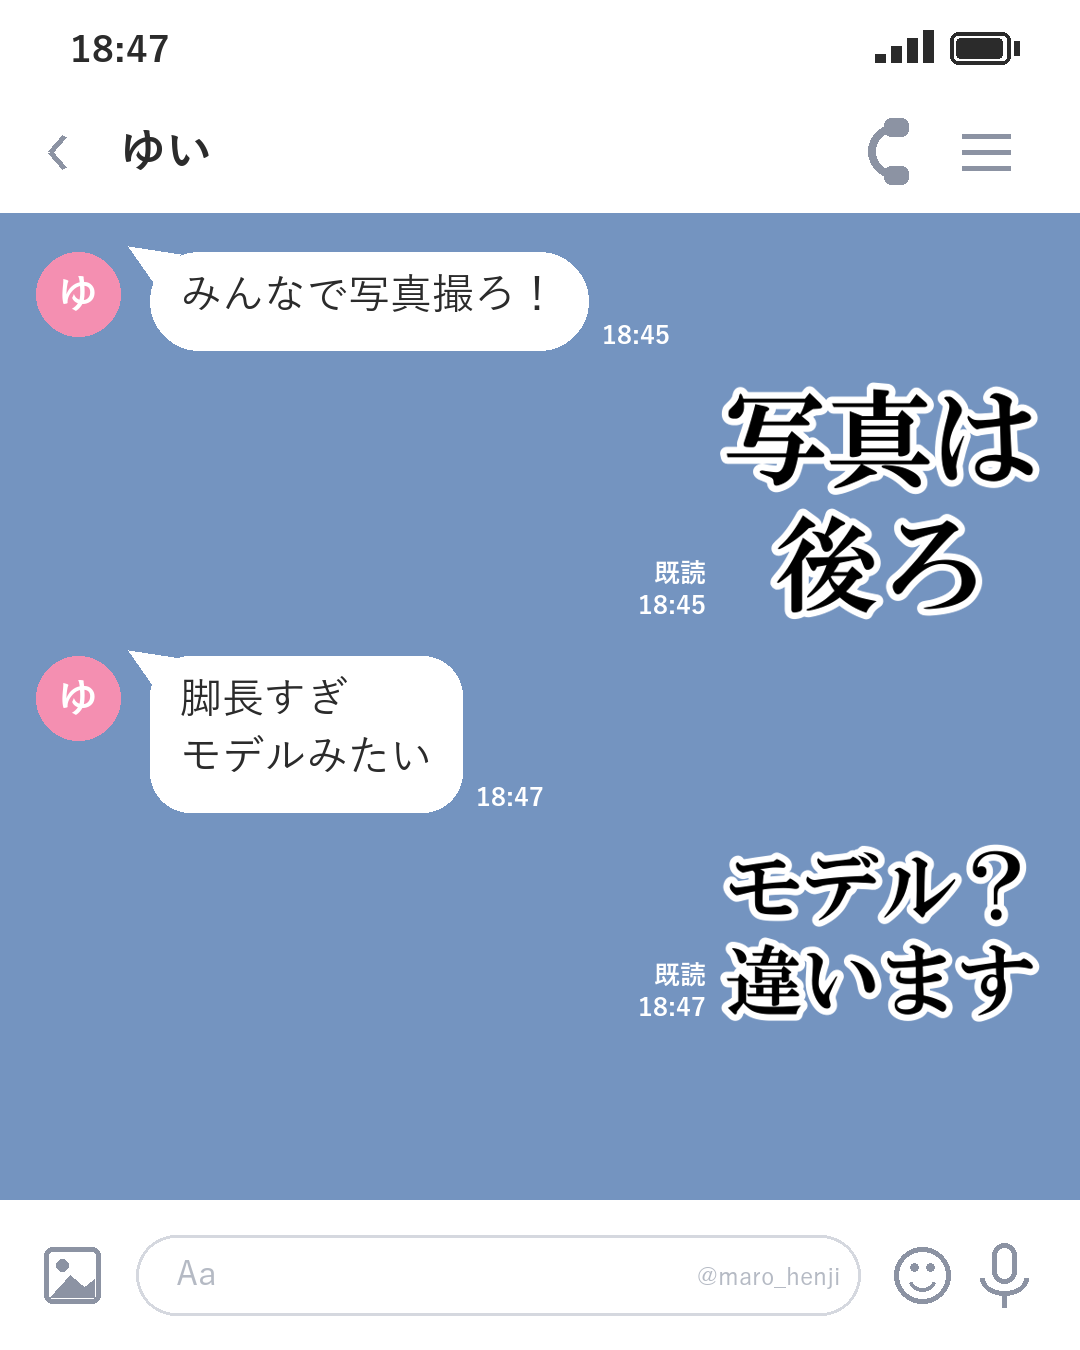 18:47
ゆい
ゆ
みんなで写真撮ろ！
18:45
写真は
後ろ
既読
18:45
ゆ
脚長すぎ
モデルみたい
18:47
モデル？
違います
既読
18:47
Aa
@maro_henji